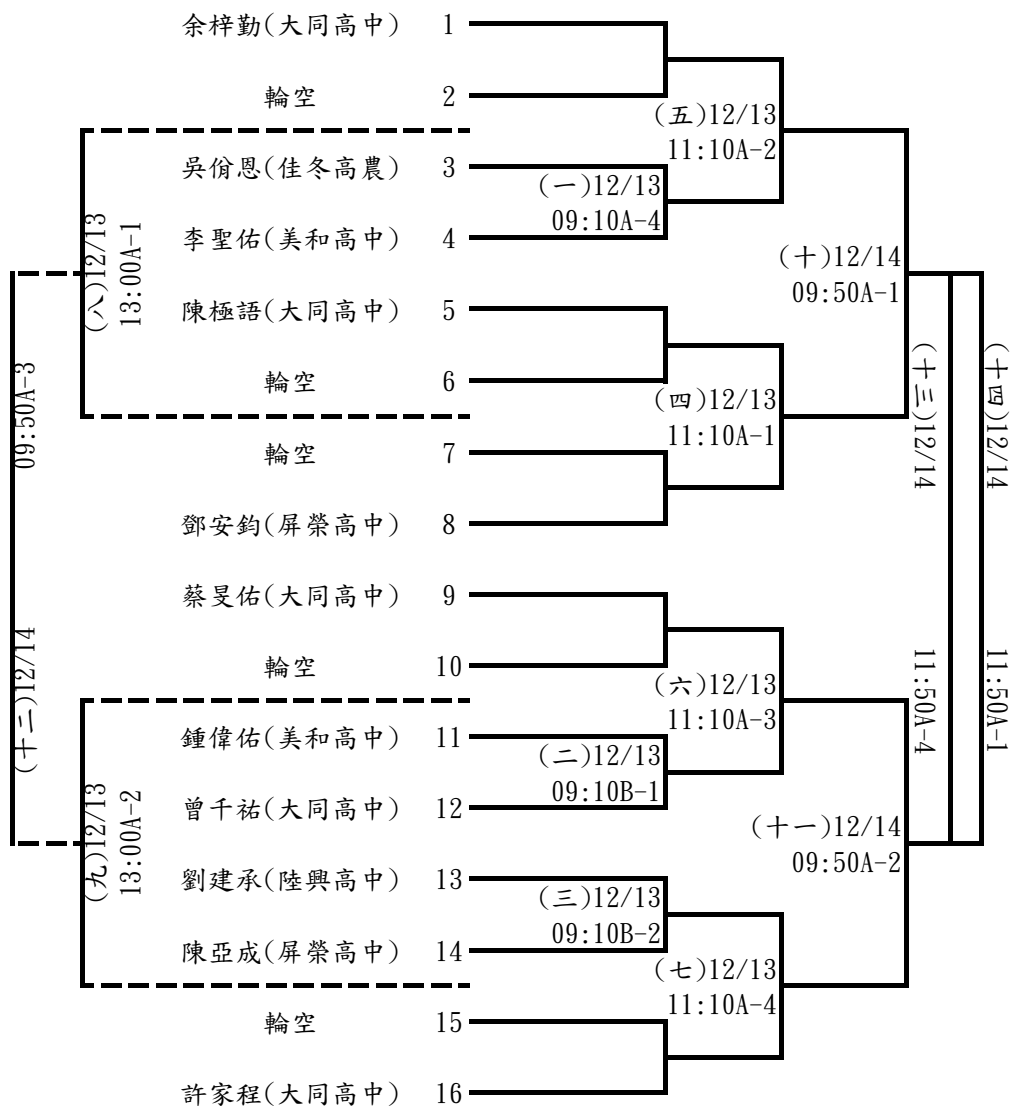 余梓勤(大同高中) 1
輪空 2
(五)12/13
11:10A-2
吳佾恩(佳冬高農) 3
(一)12/13
09:10A-4
李聖佑(美和高中) 4
(八)12/13
13:00A-1
(十)12/14
09:50A-1
陳極語(大同高中) 5
輪空 6
(四)12/13
11:10A-1
輪空 7
鄧安鈞(屏榮高中) 8
09:50A-3
(十二)12/14
(十三)12/14
11:50A-4
(十四)12/14
11:50A-1
蔡旻佑(大同高中) 9
輪空 10
(六)12/13
11:10A-3
鍾偉佑(美和高中) 11
(二)12/13
09:10B-1
曾千祐(大同高中) 12
(九)12/13
13:00A-2
(十一)12/14
09:50A-2
劉建承(陸興高中) 13
(三)12/13
09:10B-2
陳亞成(屏榮高中) 14
(七)12/13
11:10A-4
輪空 15
許家程(大同高中) 16